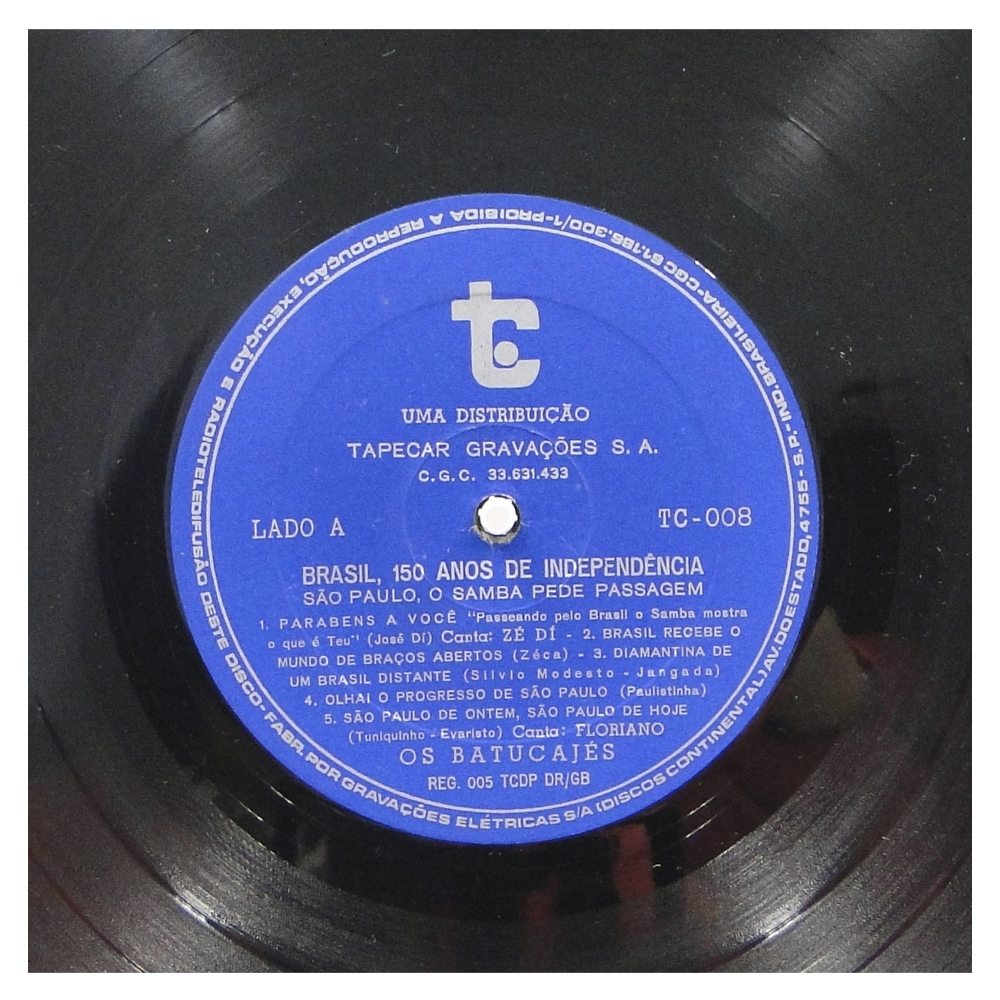 tc
UMA DISTRIBUIÇÃO
TAPECAR GRAVAÇÕES S. A.
C. G. C. 33.631.433
LADO A
TC-008
BRASIL, 150 ANOS DE INDEPENDÊNCIA
SÃO PAULO, O SAMBA PEDE PASSAGEM
1. PARABENS A VOCÊ "Passeando pelo Brasil o Samba mostra
o que é Teu" (José Dí) Canta: ZÉ DÍ - 2. BRASIL RECEBE O
MUNDO DE BRAÇOS ABERTOS (Zéca) - 3. DIAMANTINA DE
UM BRASIL DISTANTE (Silvio Modesto - Jangada)
4. OLHAI O PROGRESSO DE SÃO PAULO (Paulistinha)
5. SÃO PAULO DE ONTEM, SÃO PAULO DE HOJE
(Tuniquinho - Evaristo) Canta: FLORIANO
OS BATUCAJÉS
REG. 005 TCDP DR/GB
FABR. POR GRAVAÇÕES ELÉTRICAS S/A (DISCOS CONTINENTAL) AV. DO ESTADO, 4755 - S.P. - IND. BRASILEIRA - CGC 61.186.300/1 - PROIBIDA A REPRODUÇÃO, EXECUÇÃO E RADIOTELEDIFUSÃO DESTE DISCO -